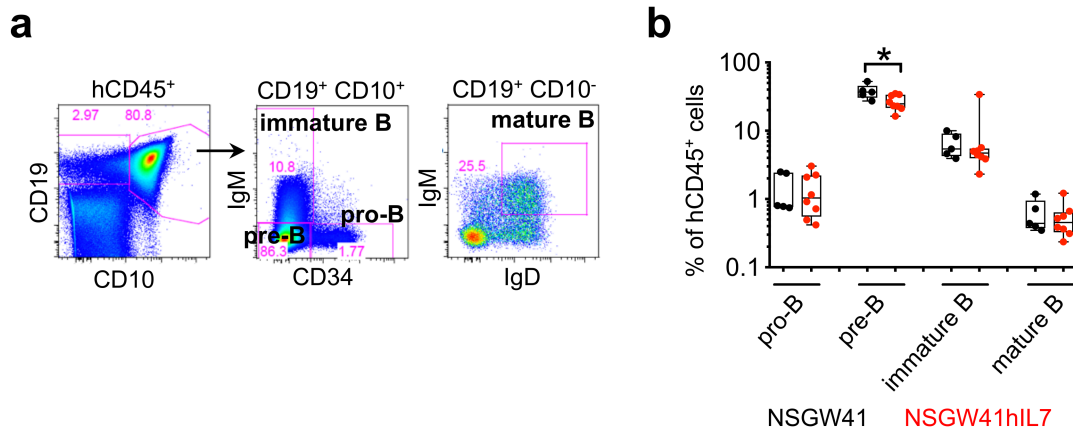 a
hCD45⁺
2.97
80.8
CD19
CD10
CD19⁺ CD10⁺
immature B
10.8
IgM
pro-B
pre-B
86.3
1.77
CD34
CD19⁺ CD10⁻
mature B
25.5
IgM
IgD
b
*
100
10
1
0.1
% of hCD45⁺ cells
pro-B
pre-B
immature B
mature B
NSGW41
NSGW41hIL7